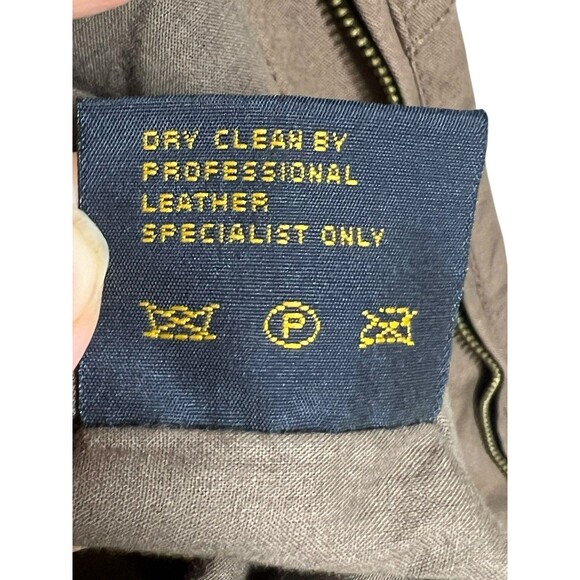 DRY CLEAN BY
PROFESSIONAL
LEATHER
SPECIALIST ONLY
P